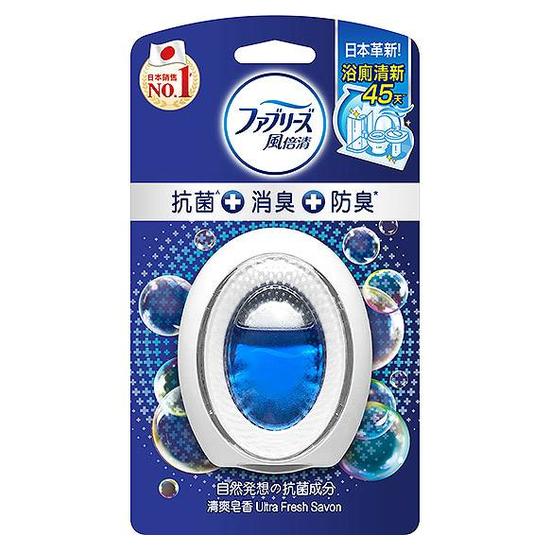 日本銷售
NO.1
ファブリーズ
風倍清
日本革新!
浴廁清新
45天*
抗菌^+消臭+防臭*
自然発想の抗菌成分
清爽皂香 Ultra Fresh Savon